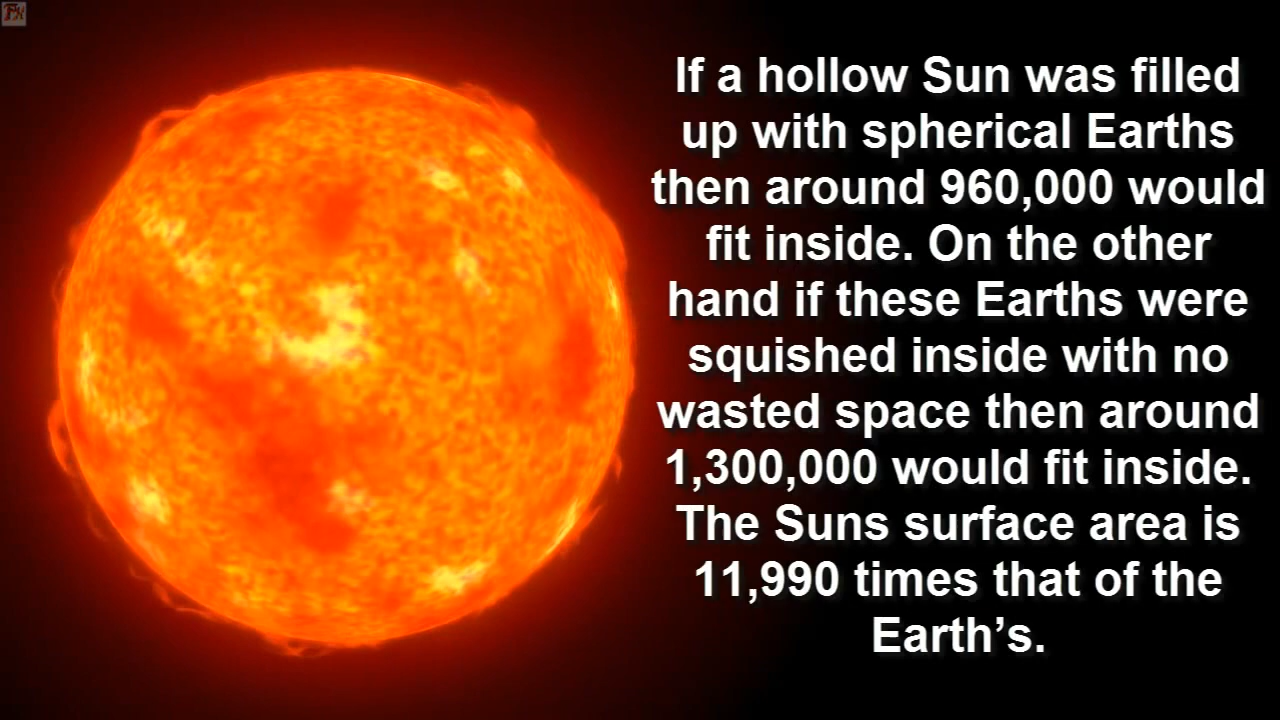 If a hollow Sun was filled
up with spherical Earths
then around 960,000 would
fit inside. On the other
hand if these Earths were
squished inside with no
wasted space then around
1,300,000 would fit inside.
The Suns surface area is
11,990 times that of the
Earth’s.